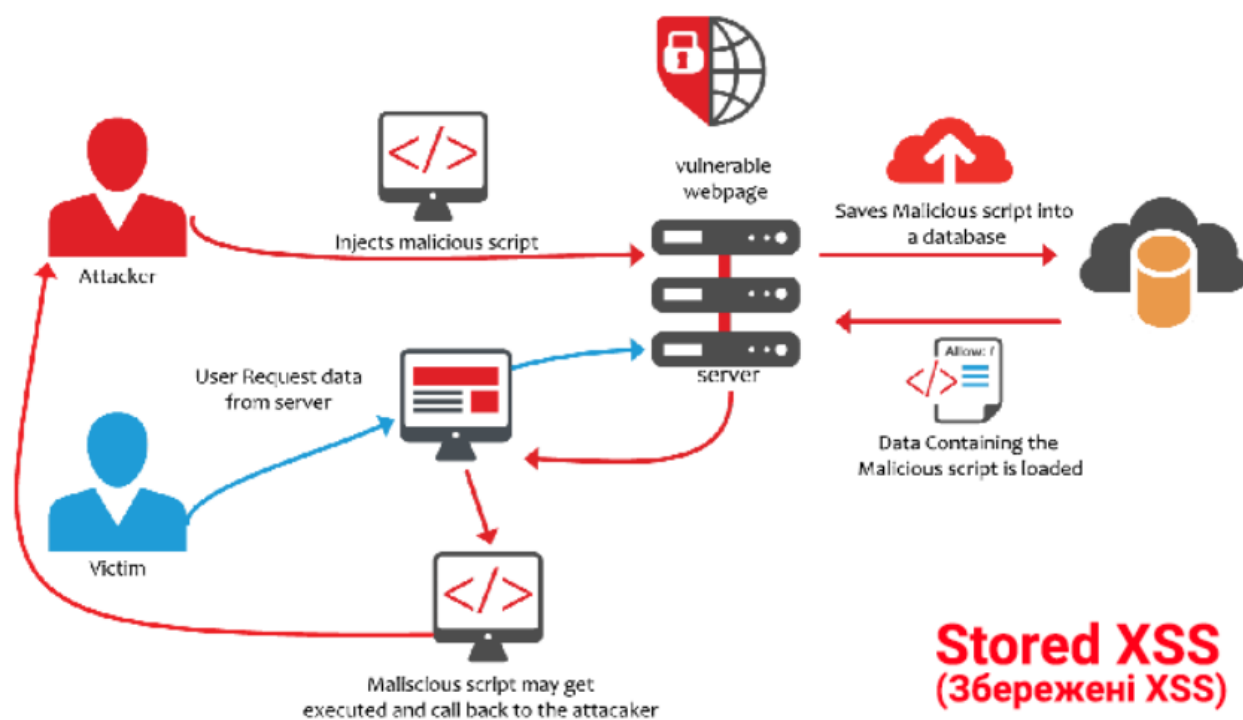 </>
vulnerable
webpage
Injects malicious script
Attacker
Saves Malicious script into
a database
User Request data
from server
server
Allow: /
</>
Data Containing the
Malicious script is loaded
Victim
</>
Maliscious script may get
executed and call back to the attacaker
Stored XSS
(Збережені XSS)